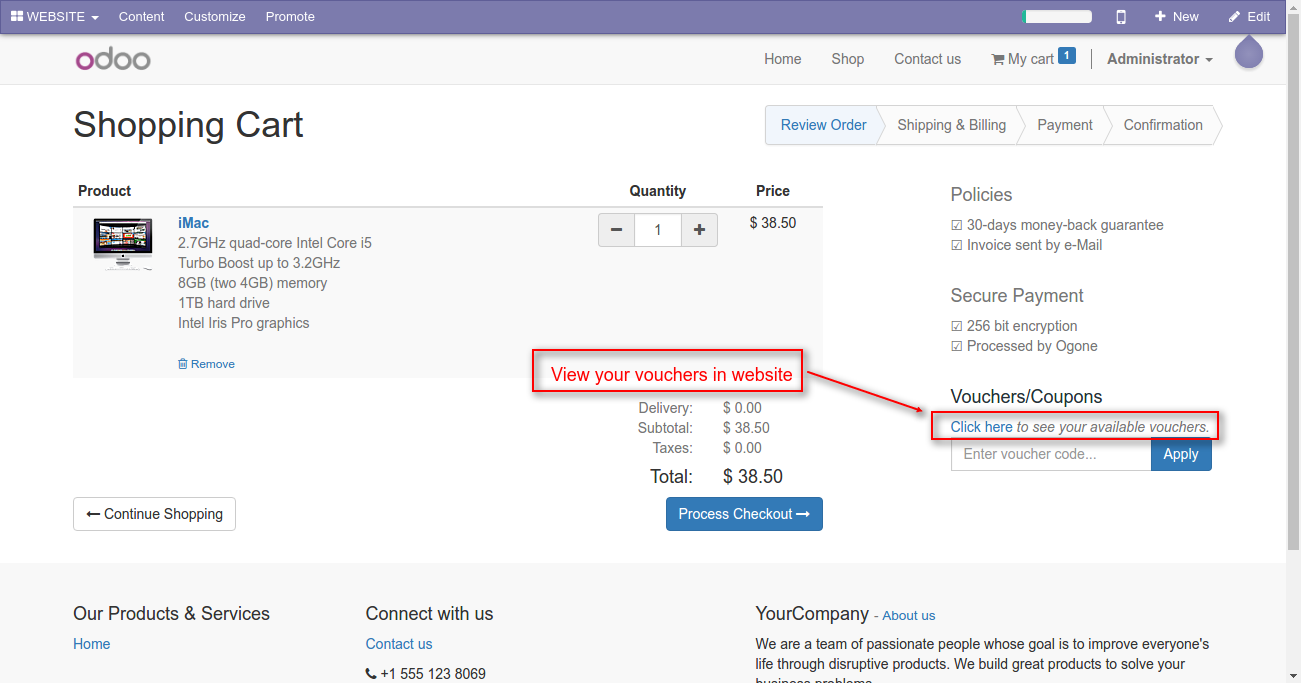 WEBSITE Content Customize Promote New Edit
odoo Home Shop Contact us My cart 1 Administrator
Shopping Cart
Review Order Shipping & Billing Payment Confirmation
Product Quantity Price
iMac
2.7GHz quad-core Intel Core i5
Turbo Boost up to 3.2GHz
8GB (two 4GB) memory
1TB hard drive
Intel Iris Pro graphics
Remove
1
$ 38.50
View your vouchers in website
Delivery: $ 0.00
Subtotal: $ 38.50
Taxes: $ 0.00
Total: $ 38.50
Continue Shopping
Process Checkout
Policies
30-days money-back guarantee
Invoice sent by e-Mail
Secure Payment
256 bit encryption
Processed by Ogone
Vouchers/Coupons
Click here to see your available vouchers.
Enter voucher code... Apply
Our Products & Services
Home
Connect with us
Contact us
+1 555 123 8069
YourCompany - About us
We are a team of passionate people whose goal is to improve everyone's
life through disruptive products. We build great products to solve your
business problems.